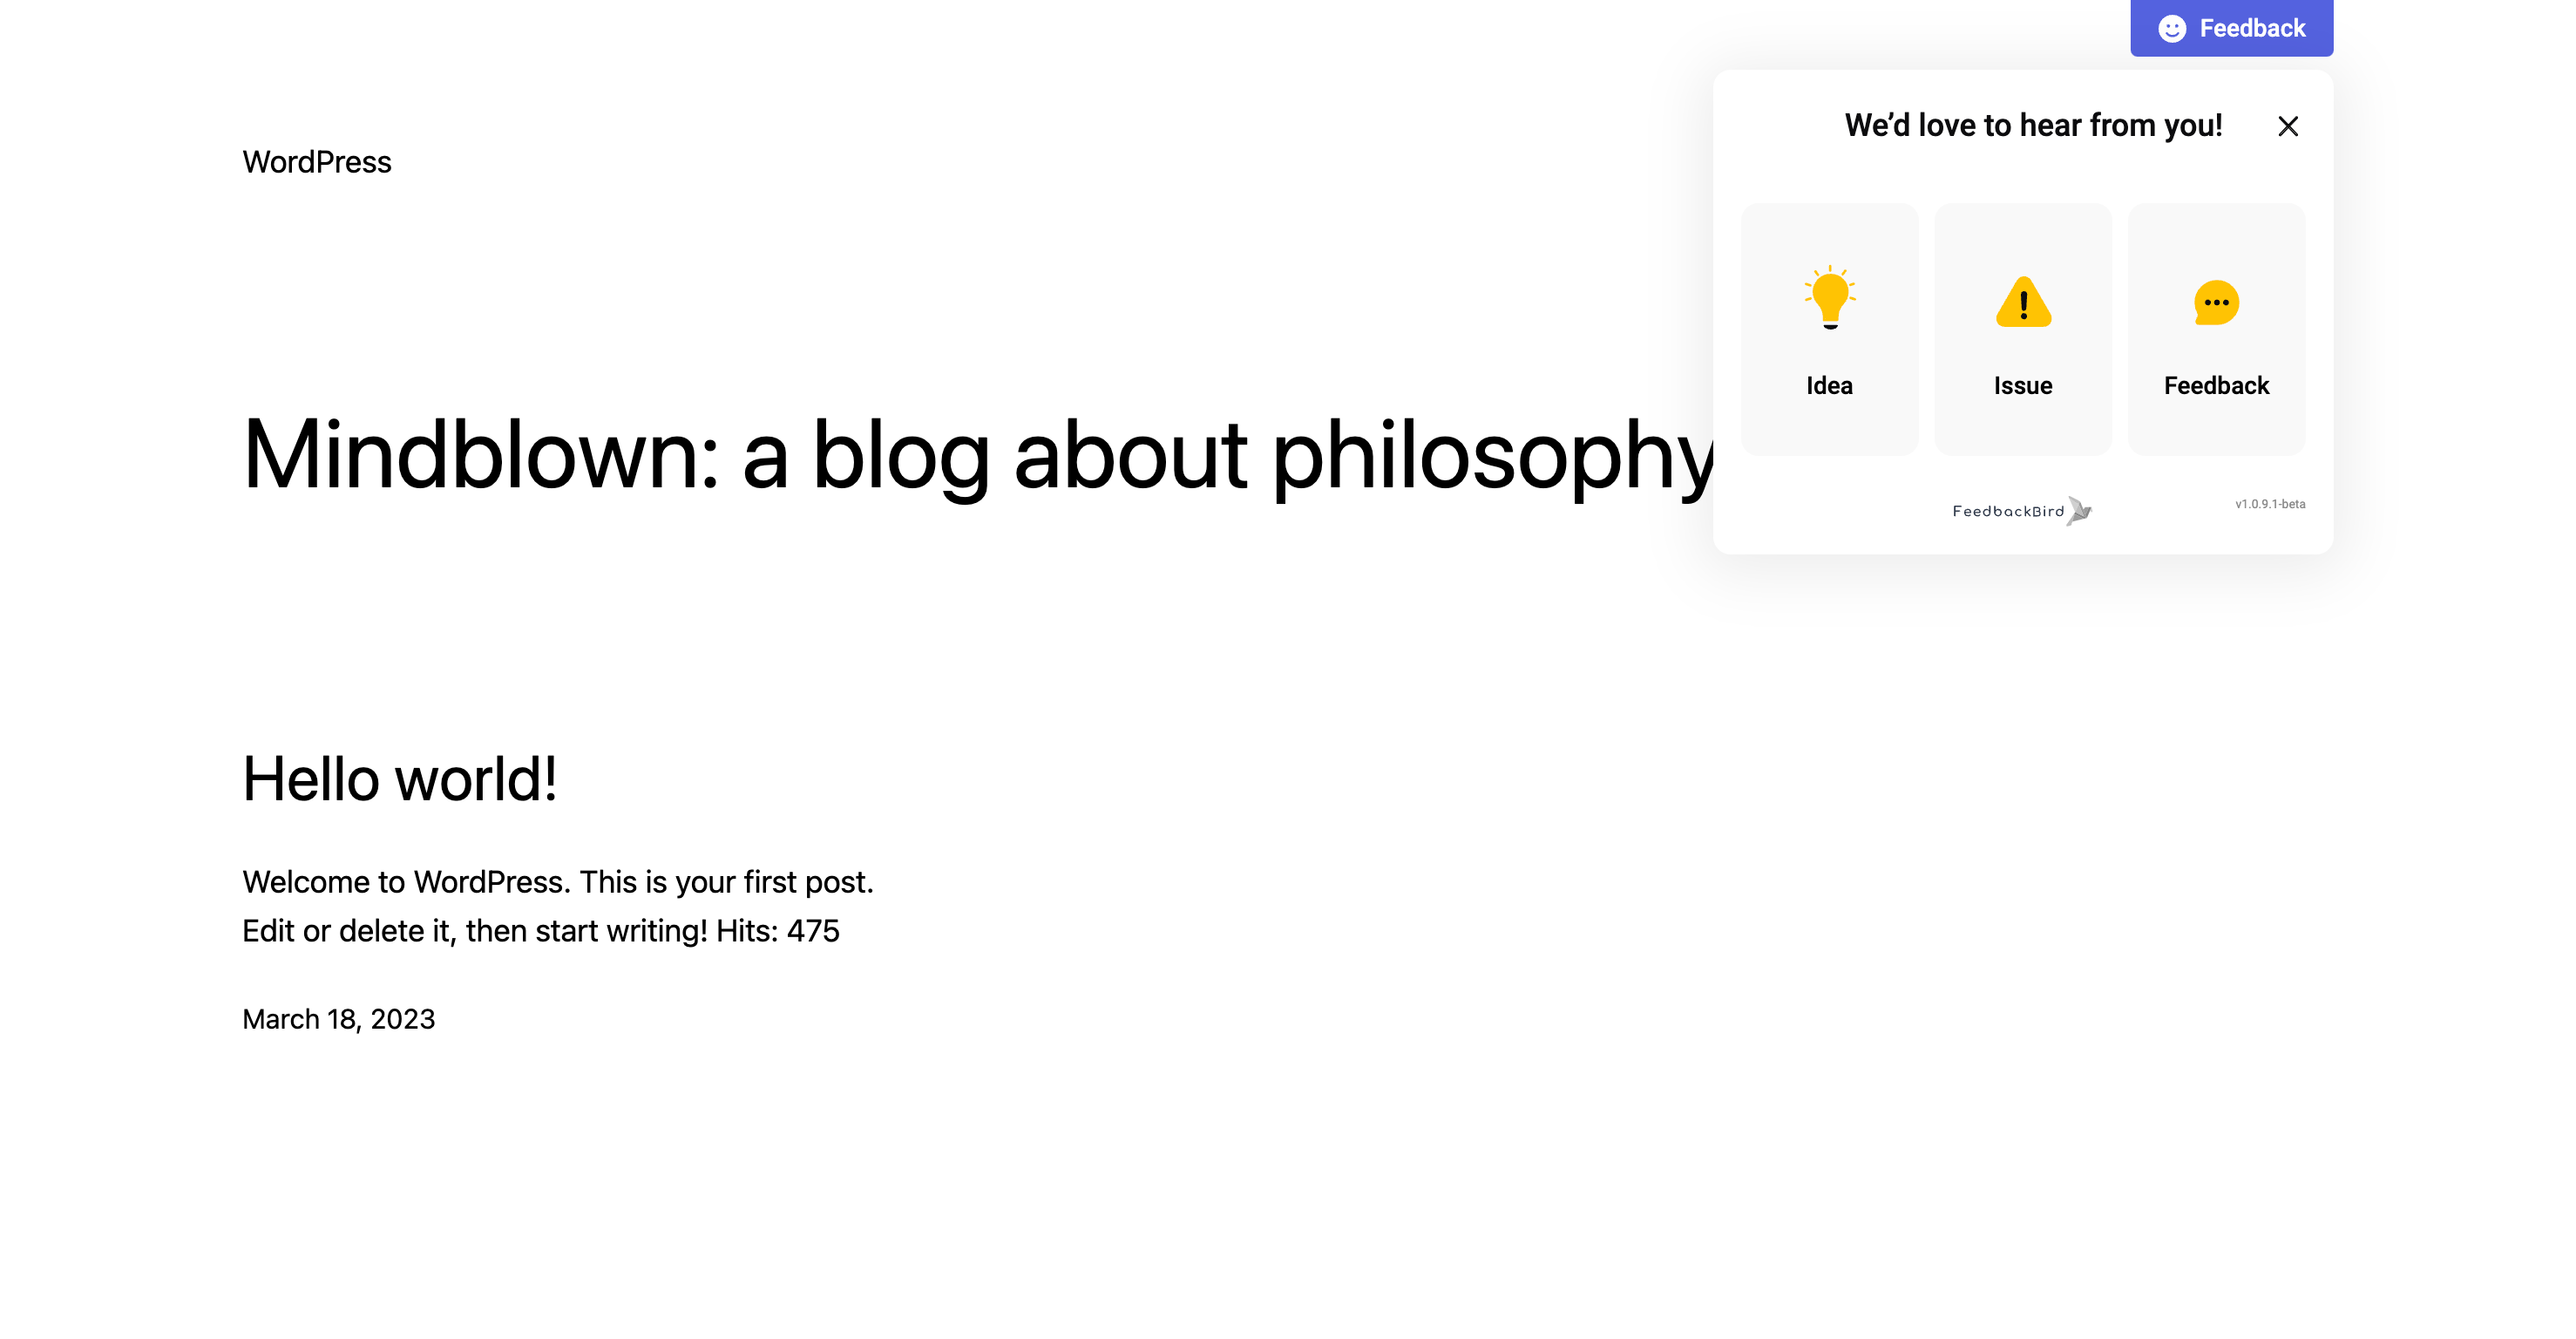 Feedback
We’d love to hear from you!
WordPress
Idea
Issue
Feedback
Mindblown: a blog about philosophy
FeedbackBird
v1.0.9.1-beta
Hello world!
Welcome to WordPress. This is your first post.
Edit or delete it, then start writing! Hits: 475
March 18, 2023